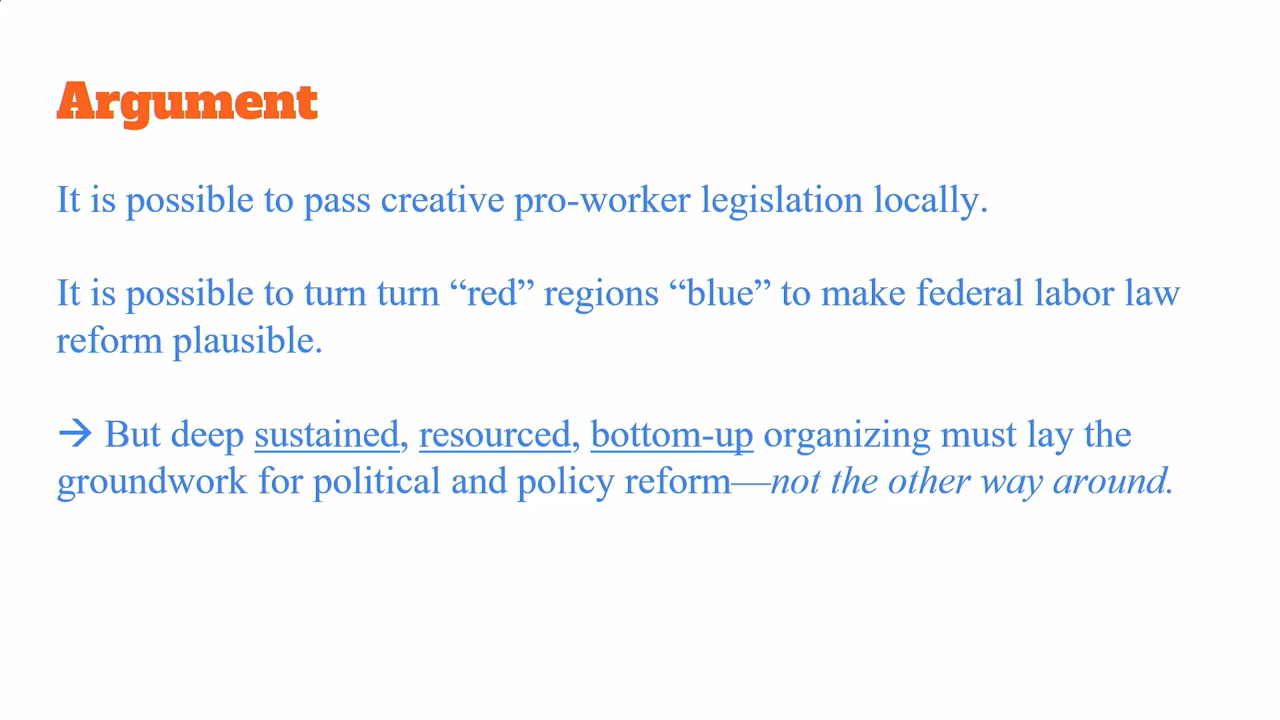 Argument
It is possible to pass creative pro-worker legislation locally.
It is possible to turn turn “red” regions “blue” to make federal labor law
reform plausible.
→ But deep sustained, resourced, bottom-up organizing must lay the
groundwork for political and policy reform—not the other way around.